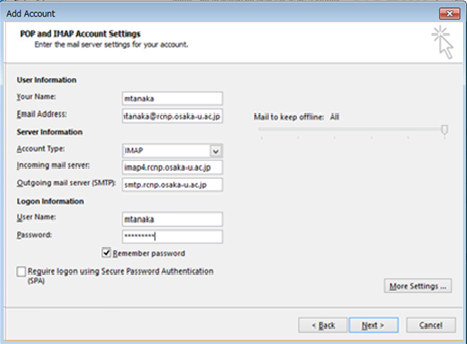 Add Account
POP and IMAP Account Settings
Enter the mail server settings for your account.
User Information
Your Name: mtanaka
Email Address: tanaka@rcnp.osaka-u.ac.jp
Mail to keep offline: All
Server Information
Account Type: IMAP
Incoming mail server: imap4.rcnp.osaka-u.ac.jp
Outgoing mail server (SMTP): smtp.rcnp.osaka-u.ac.jp
Logon Information
User Name: mtanaka
Password: *********
Remember password
Require logon using Secure Password Authentication
(SPA)
More Settings ...
< Back Next > Cancel